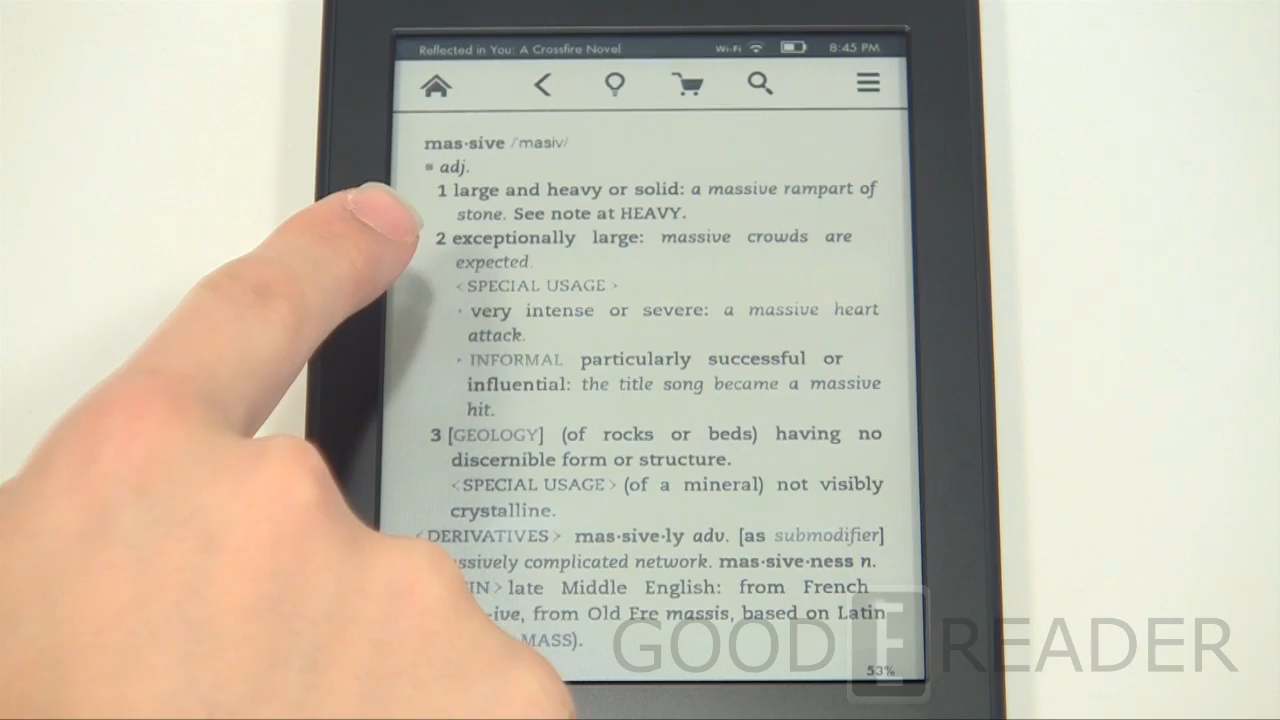 Reflected in You: A Crossfire Novel Wi-Fi 8:45 PM
mas·sive /ˈmasiv/
■ adj.
1 large and heavy or solid: a massive rampart of
stone. See note at HEAVY.
2 exceptionally large: massive crowds are
expected.
<SPECIAL USAGE>
· very intense or severe: a massive heart
attack.
· INFORMAL particularly successful or
influential: the title song became a massive
hit.
3 [GEOLOGY] (of rocks or beds) having no
discernible form or structure.
<SPECIAL USAGE> (of a mineral) not visibly
crystalline.
<DERIVATIVES> mas·sive·ly adv. [as submodifier]
ssively complicated network. mas·sive·ness n.
IN> late Middle English: from French
-ive, from Old Fre massis, based on Latin
MASS).
53%
GOOD E READER